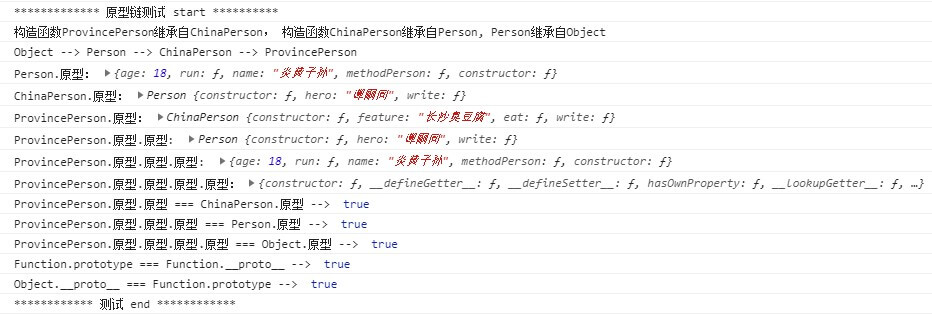 ************* 原型链测试 start **********
构造函数ProvincePerson继承自ChinaPerson， 构造函数ChinaPerson继承自Person, Person继承自Object
Object --> Person --> ChinaPerson --> ProvincePerson
Person.原型： ▶{age: 18, run: ƒ, name: "炎黄子孙", methodPerson: ƒ, constructor: ƒ}
ChinaPerson.原型： ▶Person {constructor: ƒ, hero: "谭嗣同", write: ƒ}
ProvincePerson.原型： ▶ChinaPerson {constructor: ƒ, feature: "长沙臭豆腐", eat: ƒ, write: ƒ}
ProvincePerson.原型.原型： ▶Person {constructor: ƒ, hero: "谭嗣同", write: ƒ}
ProvincePerson.原型.原型.原型： ▶{age: 18, run: ƒ, name: "炎黄子孙", methodPerson: ƒ, constructor: ƒ}
ProvincePerson.原型.原型.原型.原型： ▶{constructor: ƒ, __defineGetter__: ƒ, __defineSetter__: ƒ, hasOwnProperty: ƒ, __lookupGetter__: ƒ, …}
ProvincePerson.原型.原型 === ChinaPerson.原型 --> true
ProvincePerson.原型.原型.原型 === Person.原型 --> true
ProvincePerson.原型.原型.原型.原型 === Object.原型 --> true
Function.prototype === Function.__proto__ --> true
Object.__proto__ === Function.prototype --> true
************ 测试 end ************